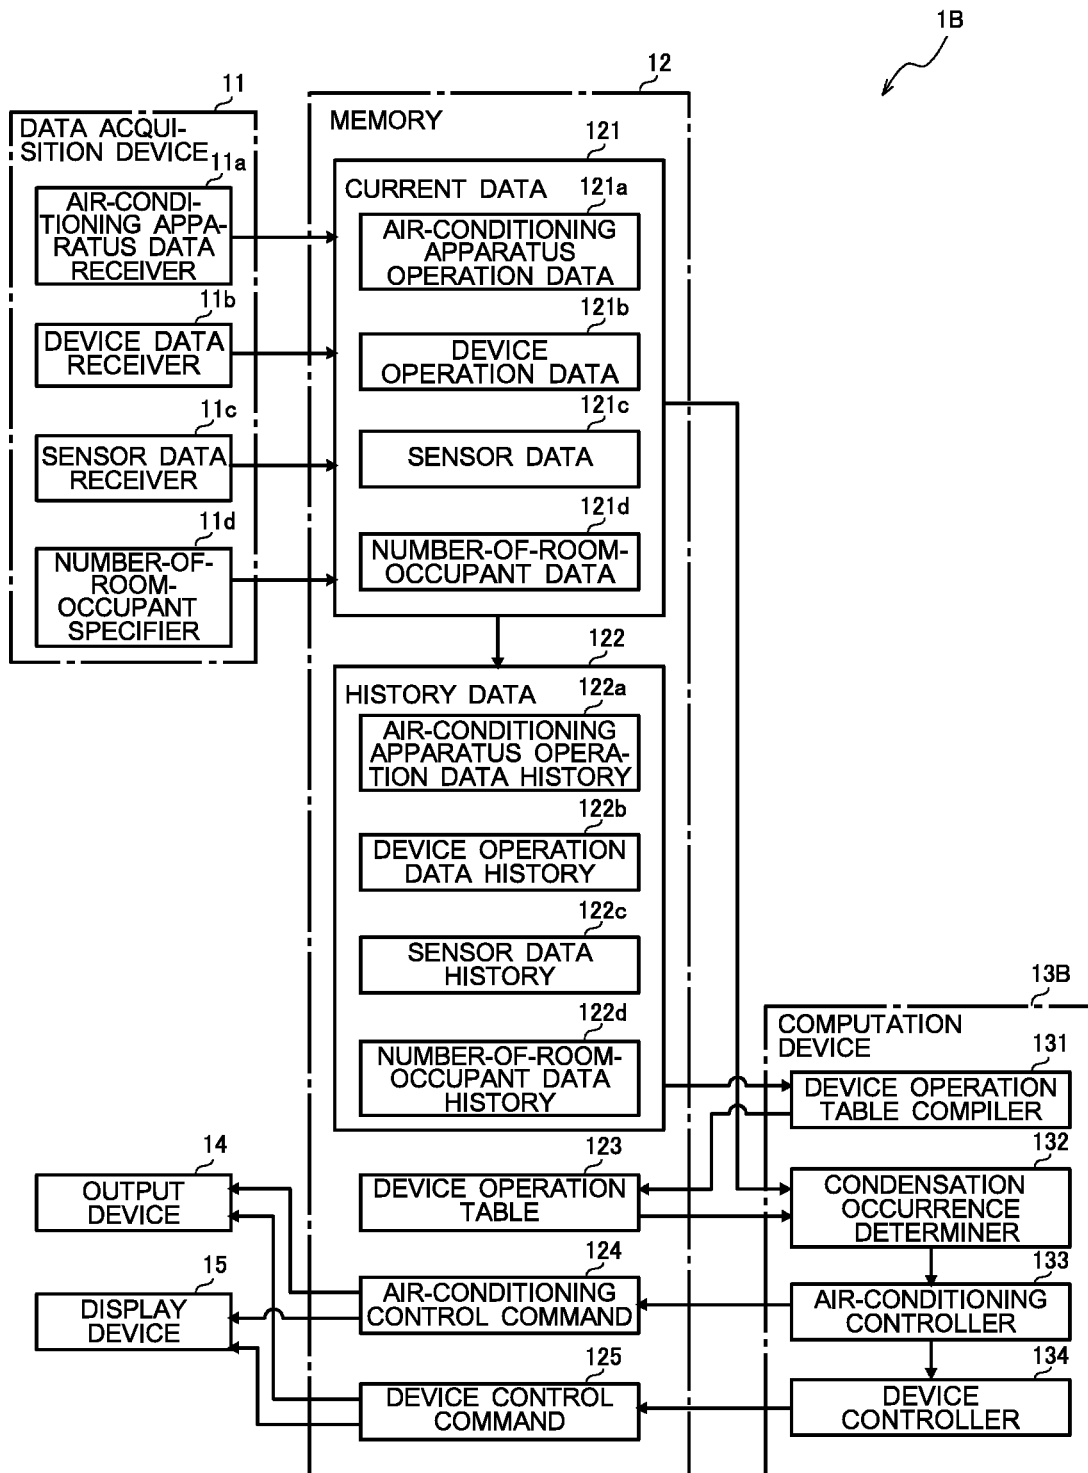 1B
11
DATA ACQUI-
SITION DEVICE
11a
AIR-CONDI-
TIONING APPA-
RATUS DATA
RECEIVER
11b
DEVICE DATA
RECEIVER
11c
SENSOR DATA
RECEIVER
11d
NUMBER-OF-
ROOM-
OCCUPANT
SPECIFIER
12
MEMORY
121
CURRENT DATA
121a
AIR-CONDITIONING
APPARATUS
OPERATION DATA
121b
DEVICE
OPERATION DATA
121c
SENSOR DATA
121d
NUMBER-OF-ROOM-
OCCUPANT DATA
122
HISTORY DATA
122a
AIR-CONDITIONING
APPARATUS OPERA-
TION DATA HISTORY
122b
DEVICE OPERATION
DATA HISTORY
122c
SENSOR DATA
HISTORY
122d
NUMBER-OF-ROOM-
OCCUPANT DATA
HISTORY
123
DEVICE OPERATION
TABLE
124
AIR-CONDITIONING
CONTROL COMMAND
125
DEVICE CONTROL
COMMAND
13B
COMPUTATION
DEVICE
131
DEVICE OPERATION
TABLE COMPILER
132
CONDENSATION
OCCURRENCE
DETERMINER
133
AIR-CONDITIONING
CONTROLLER
134
DEVICE
CONTROLLER
14
OUTPUT
DEVICE
15
DISPLAY
DEVICE